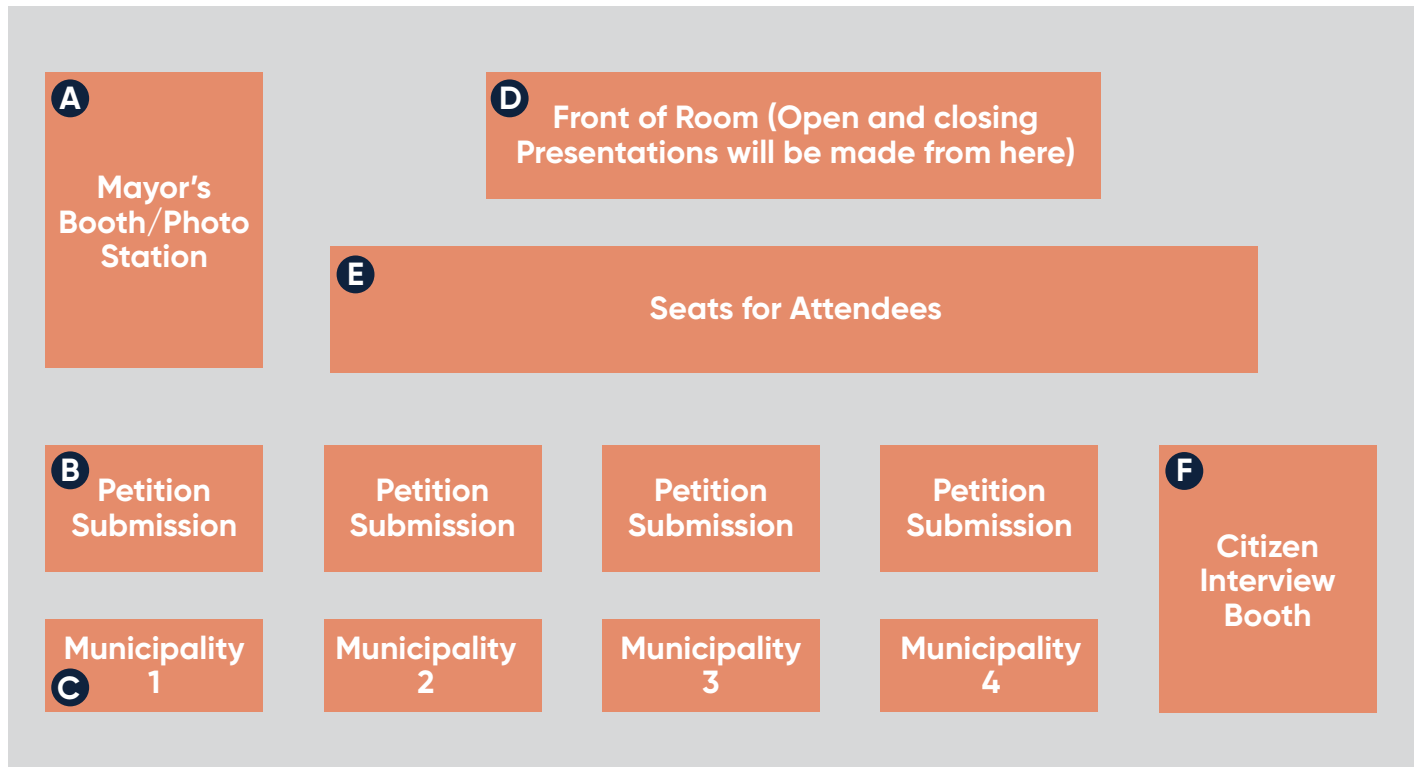 A
Mayor's
Booth/Photo
Station
D
Front of Room (Open and closing
Presentations will be made from here)
E
Seats for Attendees
B
Petition
Submission
Petition
Submission
Petition
Submission
Petition
Submission
F
Citizen
Interview
Booth
C
Municipality
1
Municipality
2
Municipality
3
Municipality
4